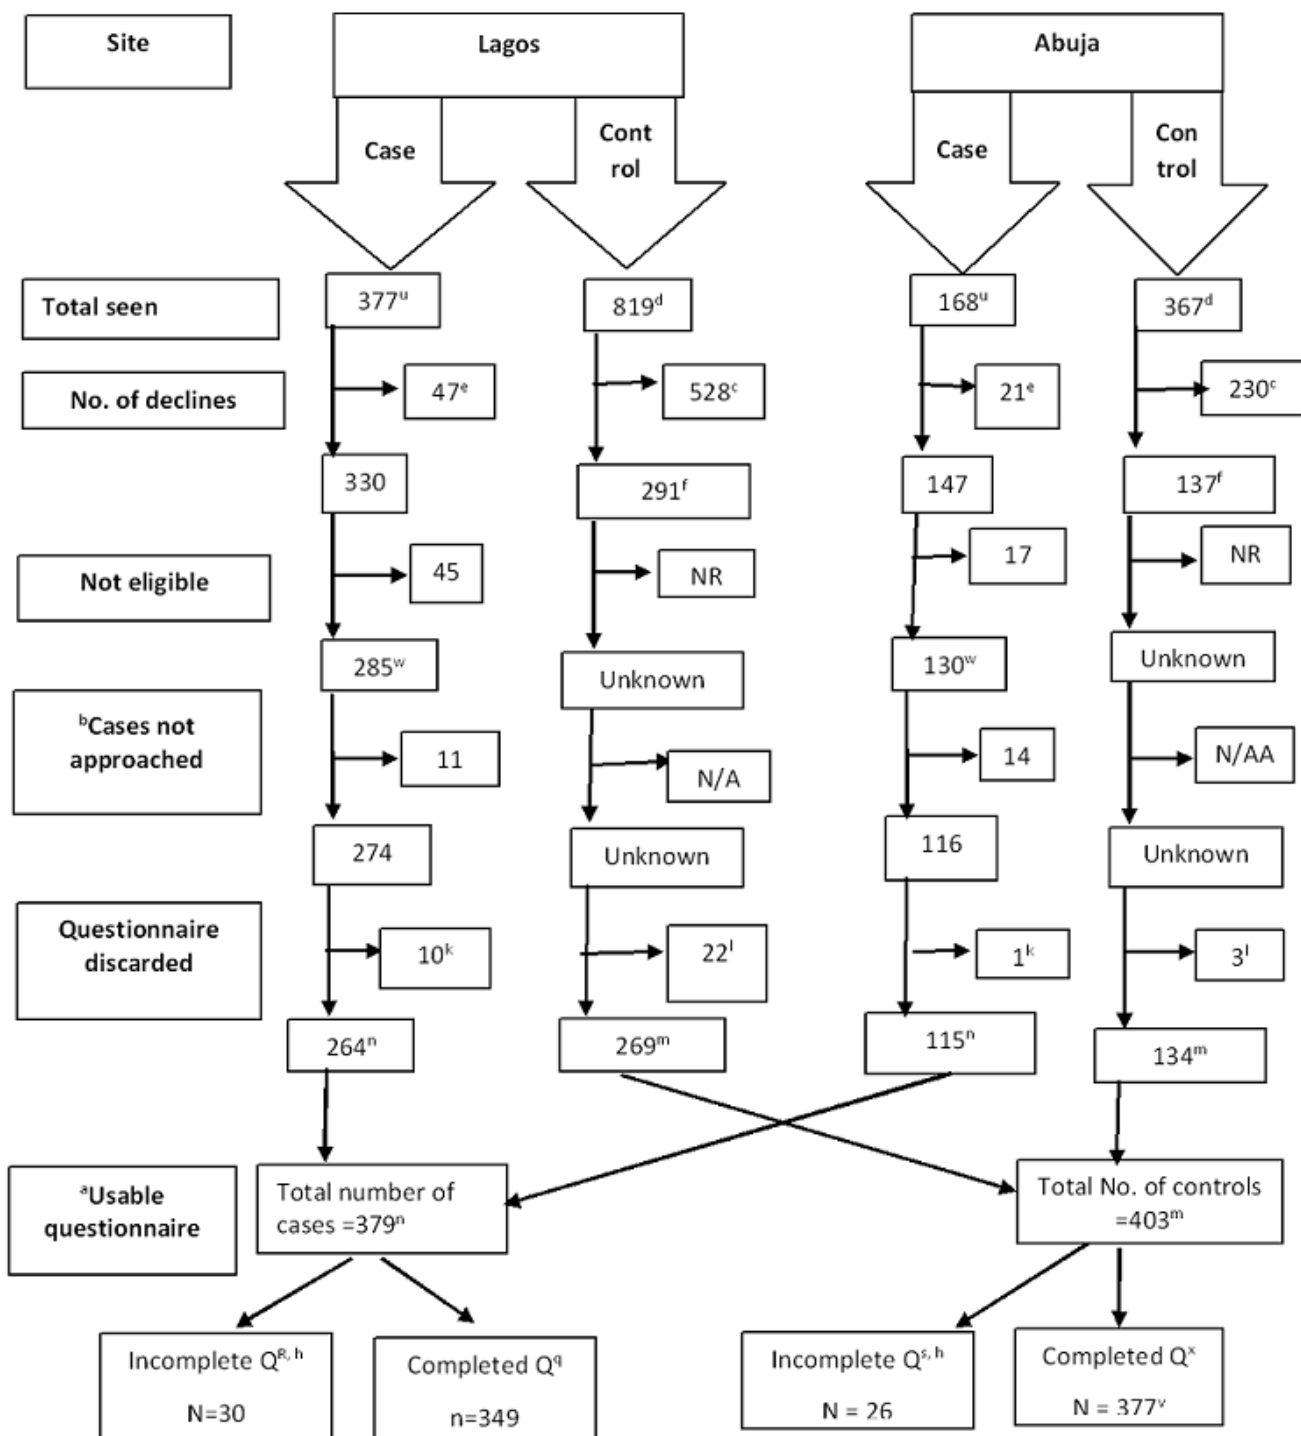 Site
Lagos
Abuja
Case
Cont
rol
Case
Con
trol
Total seen
377ᵘ
819ᵈ
168ᵘ
367ᵈ
No. of declines
47ᵉ
528ᶜ
21ᵉ
230ᶜ
330
291ᶠ
147
137ᶠ
Not eligible
45
NR
17
NR
285ʷ
Unknown
130ʷ
Unknown
ᵇCases not
approached
11
N/A
14
N/AA
274
Unknown
116
Unknown
Questionnaire
discarded
10ᵏ
22ˡ
1ᵏ
3ˡ
264ⁿ
269ᵐ
115ⁿ
134ᵐ
ᵃUsable
questionnaire
Total number of
cases =379ⁿ
Total No. of controls
=403ᵐ
Incomplete Qᴿ, ʰ
N=30
Completed Q^q
n=349
Incomplete Qˢ, ʰ
N = 26
Completed Qˣ
N = 377ᵛ